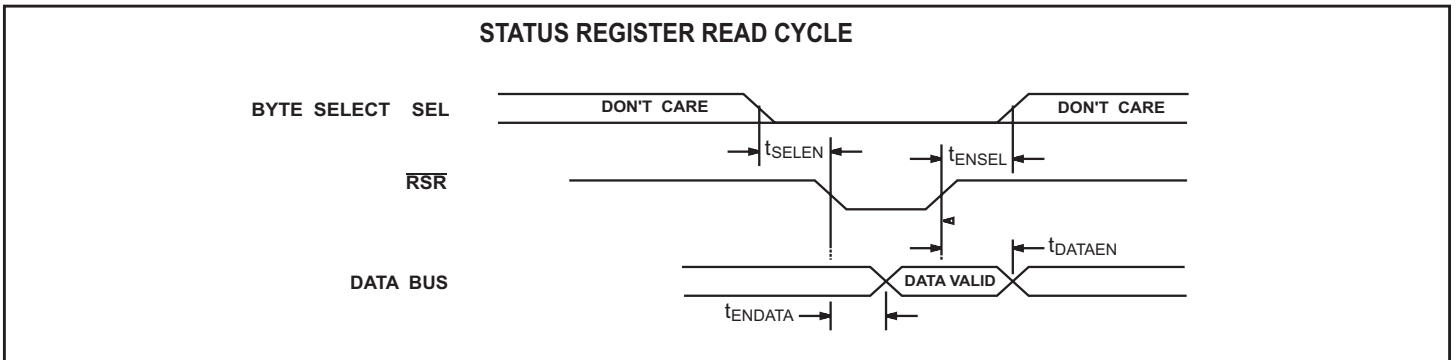 STATUS REGISTER READ CYCLE
BYTE SELECT SEL DON'T CARE DON'T CARE
tSELEN tENSEL
RSR
tDATAEN
DATA BUS DATA VALID
tENDATA